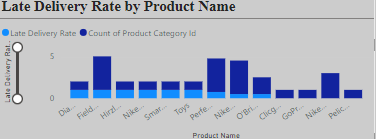 Late Delivery Rate by Product Name
Late Delivery Rate Count of Product Category Id
Late Delivery Rat...
5
0
Dia... Field... Hirzl... Nike... Smar... Toys Perfe... Nike... O'Bri... Clicg... GoPr... Nike... Pelic...
Product Name